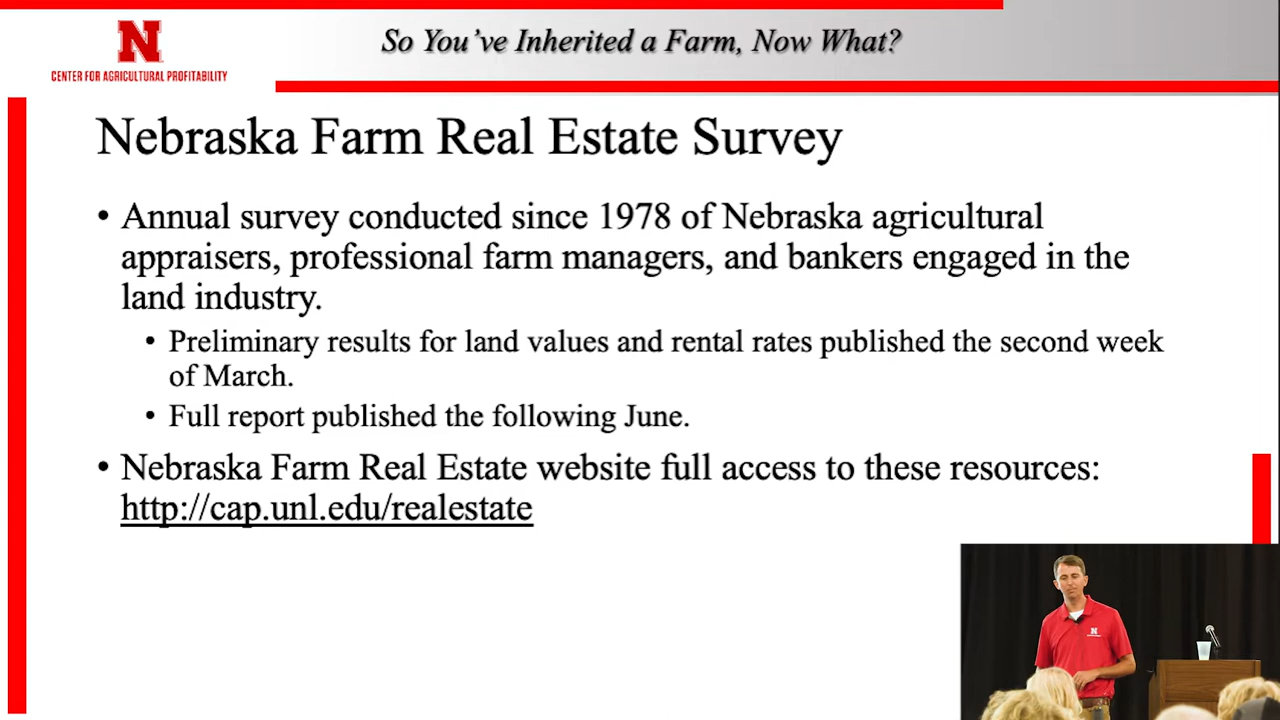 N
CENTER FOR AGRICULTURAL PROFITABILITY
So You’ve Inherited a Farm, Now What?
Nebraska Farm Real Estate Survey
• Annual survey conducted since 1978 of Nebraska agricultural
appraisers, professional farm managers, and bankers engaged in the
land industry.
• Preliminary results for land values and rental rates published the second week
of March.
• Full report published the following June.
• Nebraska Farm Real Estate website full access to these resources:
http://cap.unl.edu/realestate
N